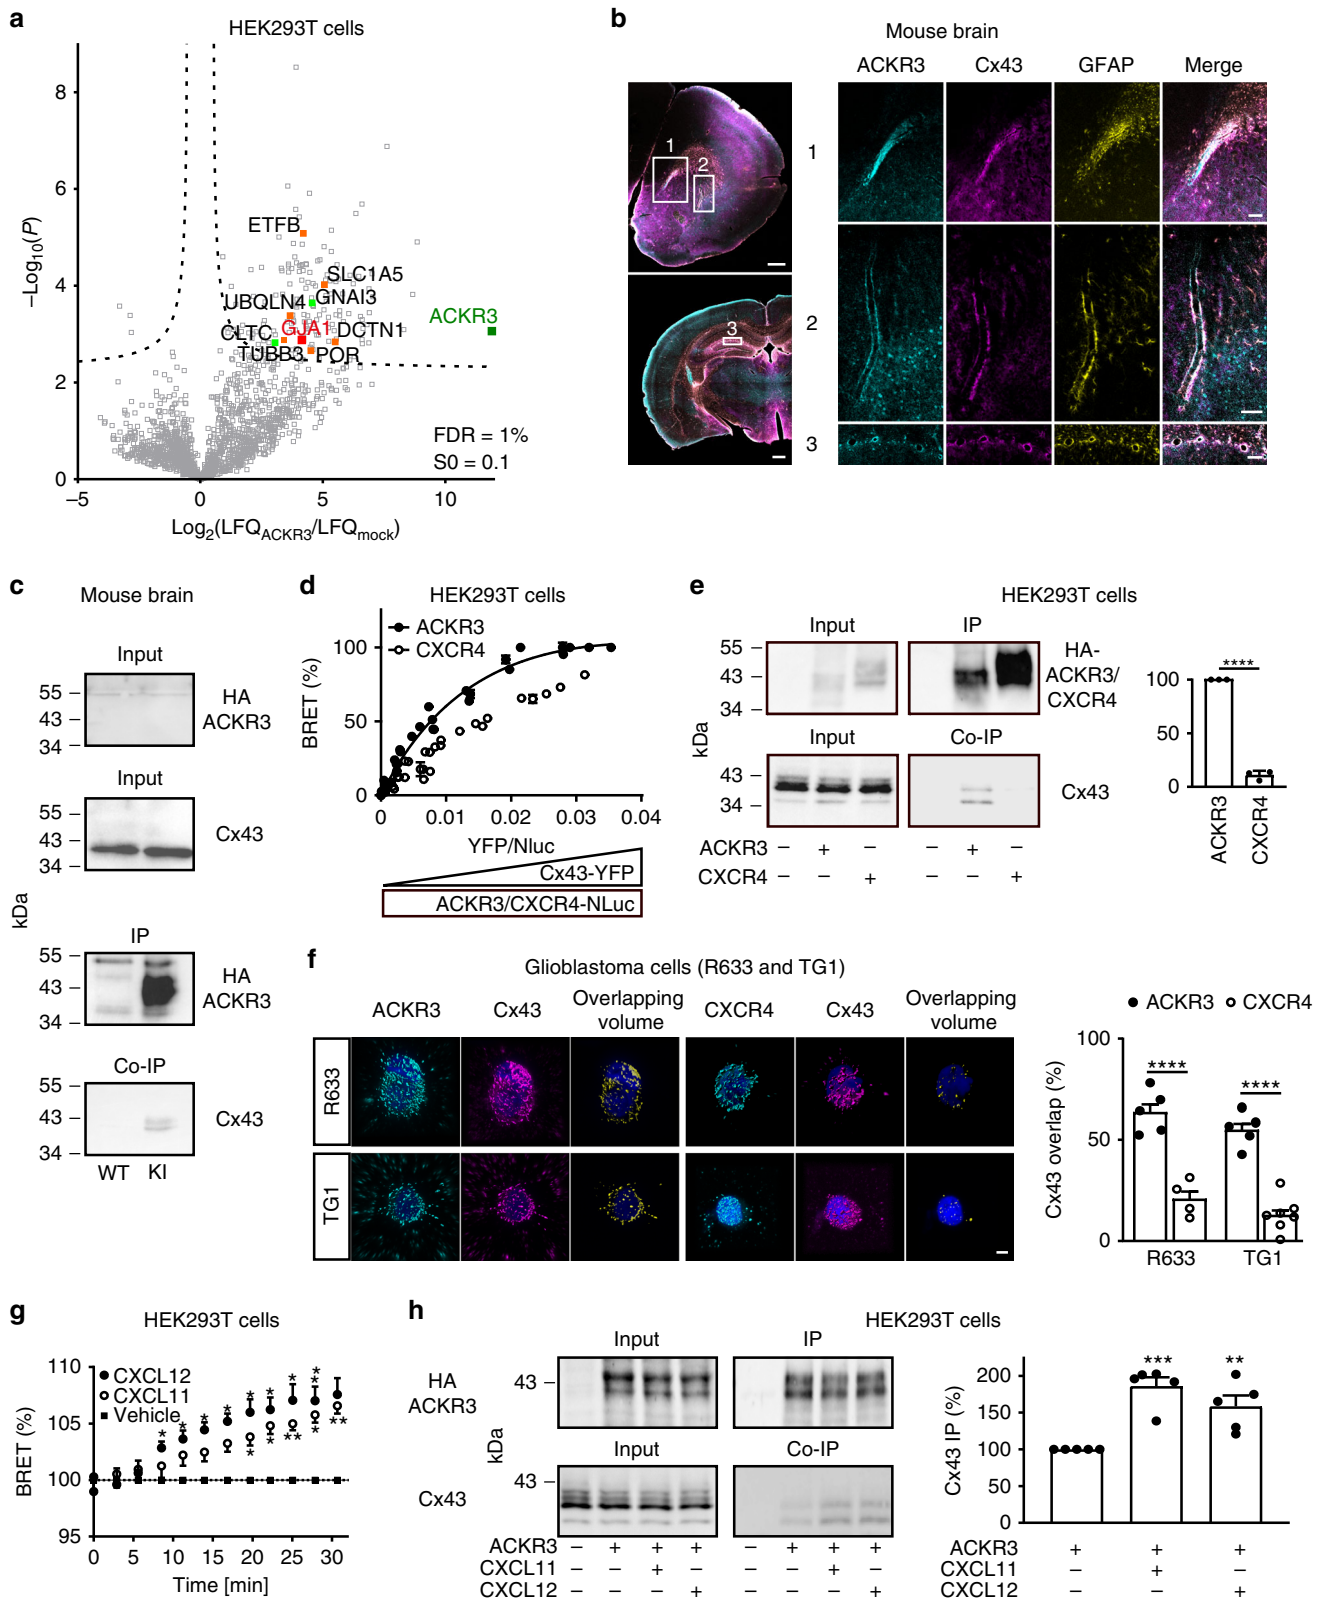 a
HEK293T cells
8
6
4
2
0
–5
0
5
10
–Log10(P)
Log2(LFQACKR3/LFQmock)
ETFB
SLC1A5
UBQLN4
GNAI3
ACKR3
CLTC
GJA1
DCTN1
TUBB3
POR
FDR = 1%
S0 = 0.1
b
Mouse brain
ACKR3
Cx43
GFAP
Merge
1
2
3
1
2
3
c
Mouse brain
Input
55
43
34
HA
ACKR3
Input
55
43
34
Cx43
kDa
IP
55
43
34
HA
ACKR3
Co-IP
55
43
34
Cx43
WT
KI
d
HEK293T cells
ACKR3
CXCR4
100
50
0
BRET (%)
0
0.01
0.02
0.03
0.04
YFP/Nluc
Cx43-YFP
ACKR3/CXCR4-NLuc
e
HEK293T cells
Input
IP
55
43
34
HA-
ACKR3/
CXCR4
kDa
Input
Co-IP
43
34
Cx43
ACKR3 – + – – + –
CXCR4 – – + – – +
****
100
50
0
ACKR3
CXCR4
f
Glioblastoma cells (R633 and TG1)
ACKR3
Cx43
Overlapping
volume
CXCR4
Cx43
Overlapping
volume
R633
TG1
ACKR3
CXCR4
100
50
0
Cx43 overlap (%)
****
****
R633
TG1
g
HEK293T cells
110
105
100
95
BRET (%)
CXCL12
CXCL11
Vehicle
* * * * * * * * *
* * ** * **
0
5
10
15
20
25
30
Time [min]
h
HEK293T cells
Input
IP
HA
ACKR3
43
kDa
Input
Co-IP
Cx43
43
ACKR3 – + + + – + + +
CXCL11 – – + – – – + –
CXCL12 – – – + – – – +
200
150
100
50
0
Cx43 IP (%)
***
**
ACKR3 + + +
CXCL11 – + –
CXCL12 – – +